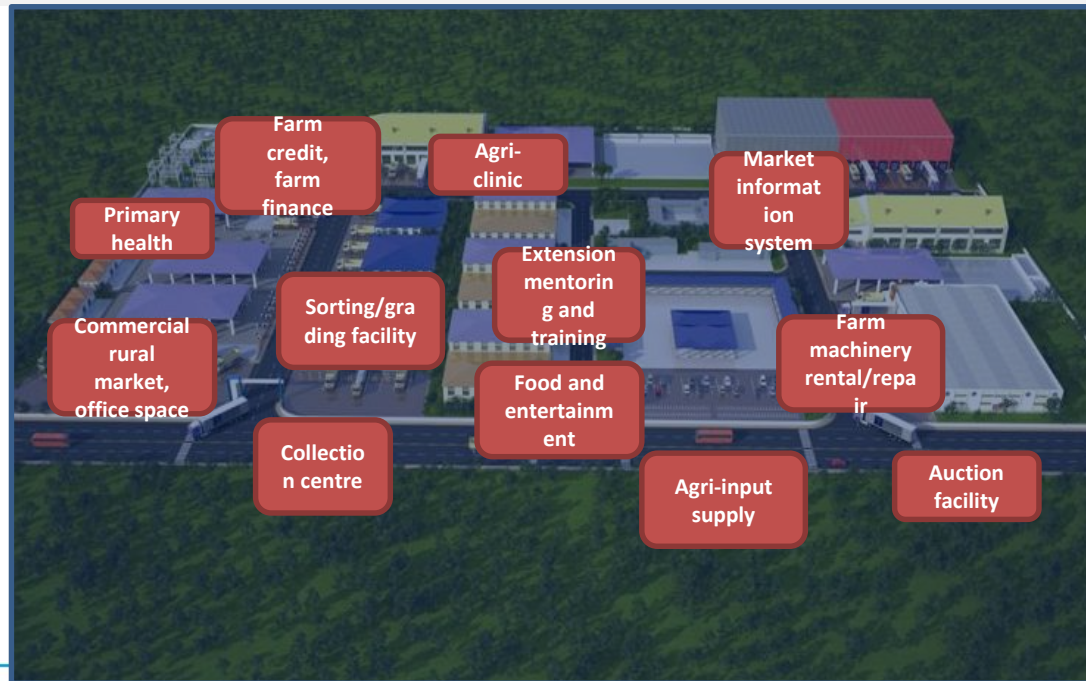 Farm
credit,
farm
finance
Agri-
clinic
Market
informat
ion
system
Primary
health
Extension
mentorin
g and
training
Sorting/gra
ding facility
Commercial
rural
market,
office space
Farm
machinery
rental/repa
ir
Food and
entertainm
ent
Collectio
n centre
Agri-input
supply
Auction
facility